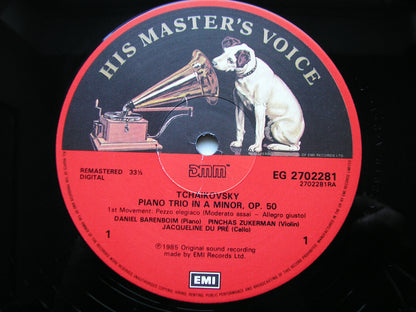 HIS MASTER'S VOICE
DMM
REMASTERED 33⅓
DIGITAL
EG 2702281
2702281RA
TCHAIKOVSKY
PIANO TRIO IN A MINOR, OP. 50
1st Movement: Pezzo elegiaco (Moderato assai – Allegro giusto)
DANIEL BARENBOIM (Piano) PINCHAS ZUKERMAN (Violin)
JACQUELINE DU PRÉ (Cello)
1
1
℗1985 Original sound recording
made by EMI Records Ltd.
EMI